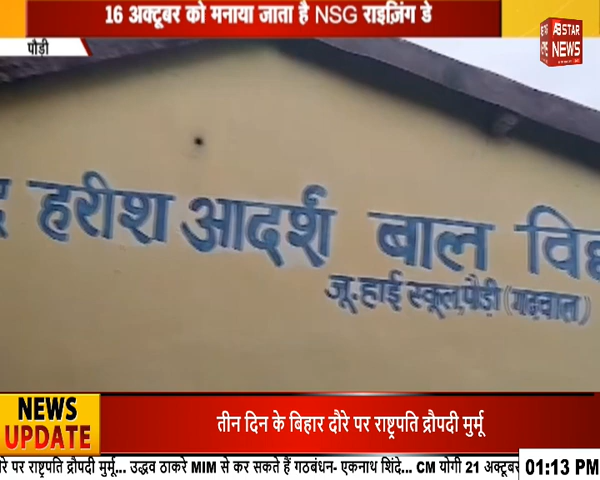 16 अक्टूबर को मनाया जाता है NSG राइज़िंग डे
पौड़ी
AB STAR
NEWS
हरीश आदर्श बाल
जू.हाई स्कूल,पौड़ी (गढ़वाल)
NEWS
UPDATE
तीन दिन के बिहार दौरे पर राष्ट्रपति द्रौपदी मुर्मू
रे पर राष्ट्रपति द्रौपदी मुर्मू... उद्धव ठाकरे MIM से कर सकते हैं गठबंधन- एकनाथ शिंदे... CM योगी 21 अक्टूबर
01:13 PM